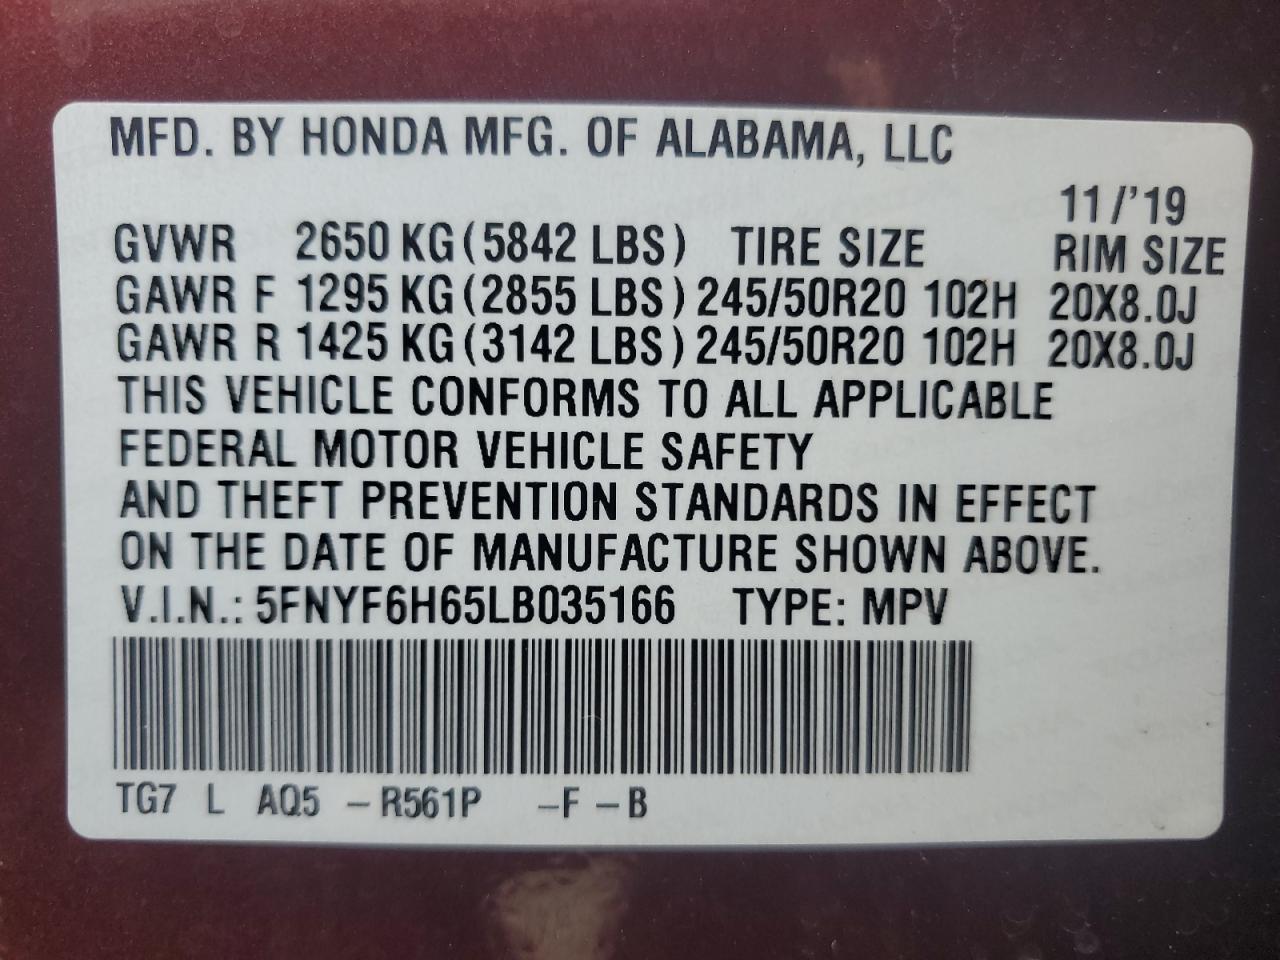 MFD. BY HONDA MFG. OF ALABAMA, LLC
11/'19
GVWR 2650 KG (5842 LBS) TIRE SIZE RIM SIZE
GAWR F 1295 KG (2855 LBS) 245/50R20 102H 20X8.0J
GAWR R 1425 KG (3142 LBS) 245/50R20 102H 20X8.0J
THIS VEHICLE CONFORMS TO ALL APPLICABLE
FEDERAL MOTOR VEHICLE SAFETY
AND THEFT PREVENTION STANDARDS IN EFFECT
ON THE DATE OF MANUFACTURE SHOWN ABOVE.
V.I.N.: 5FNYF6H65LB035166 TYPE: MPV
TG7 L AQ5 -R561P -F -B